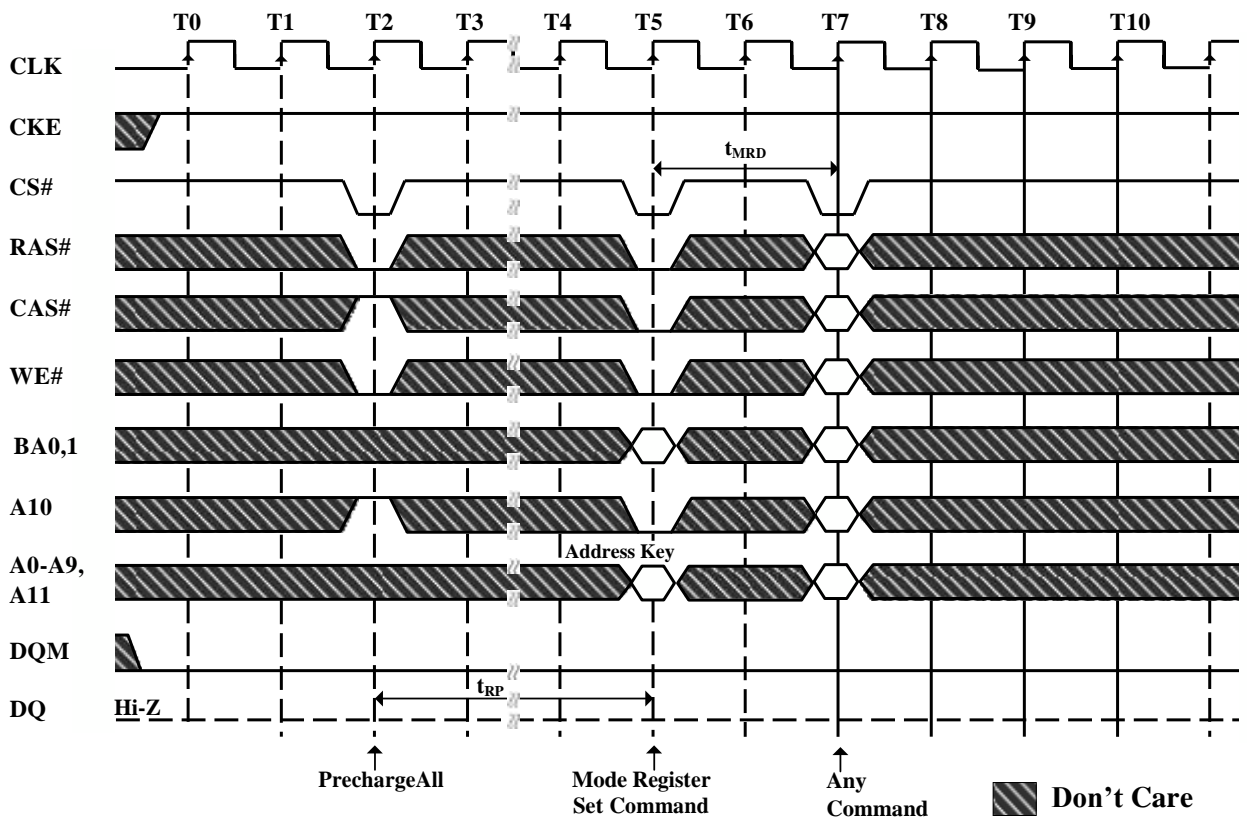 T0 T1 T2 T3 T4 T5 T6 T7 T8 T9 T10
CLK
CKE
tMRD
CS#
RAS#
CAS#
WE#
BA0,1
A10
Address Key
A0-A9,
A11
DQM
tRP
DQ
Hi-Z
PrechargeAll
Mode Register
Set Command
Any
Command
Don't Care